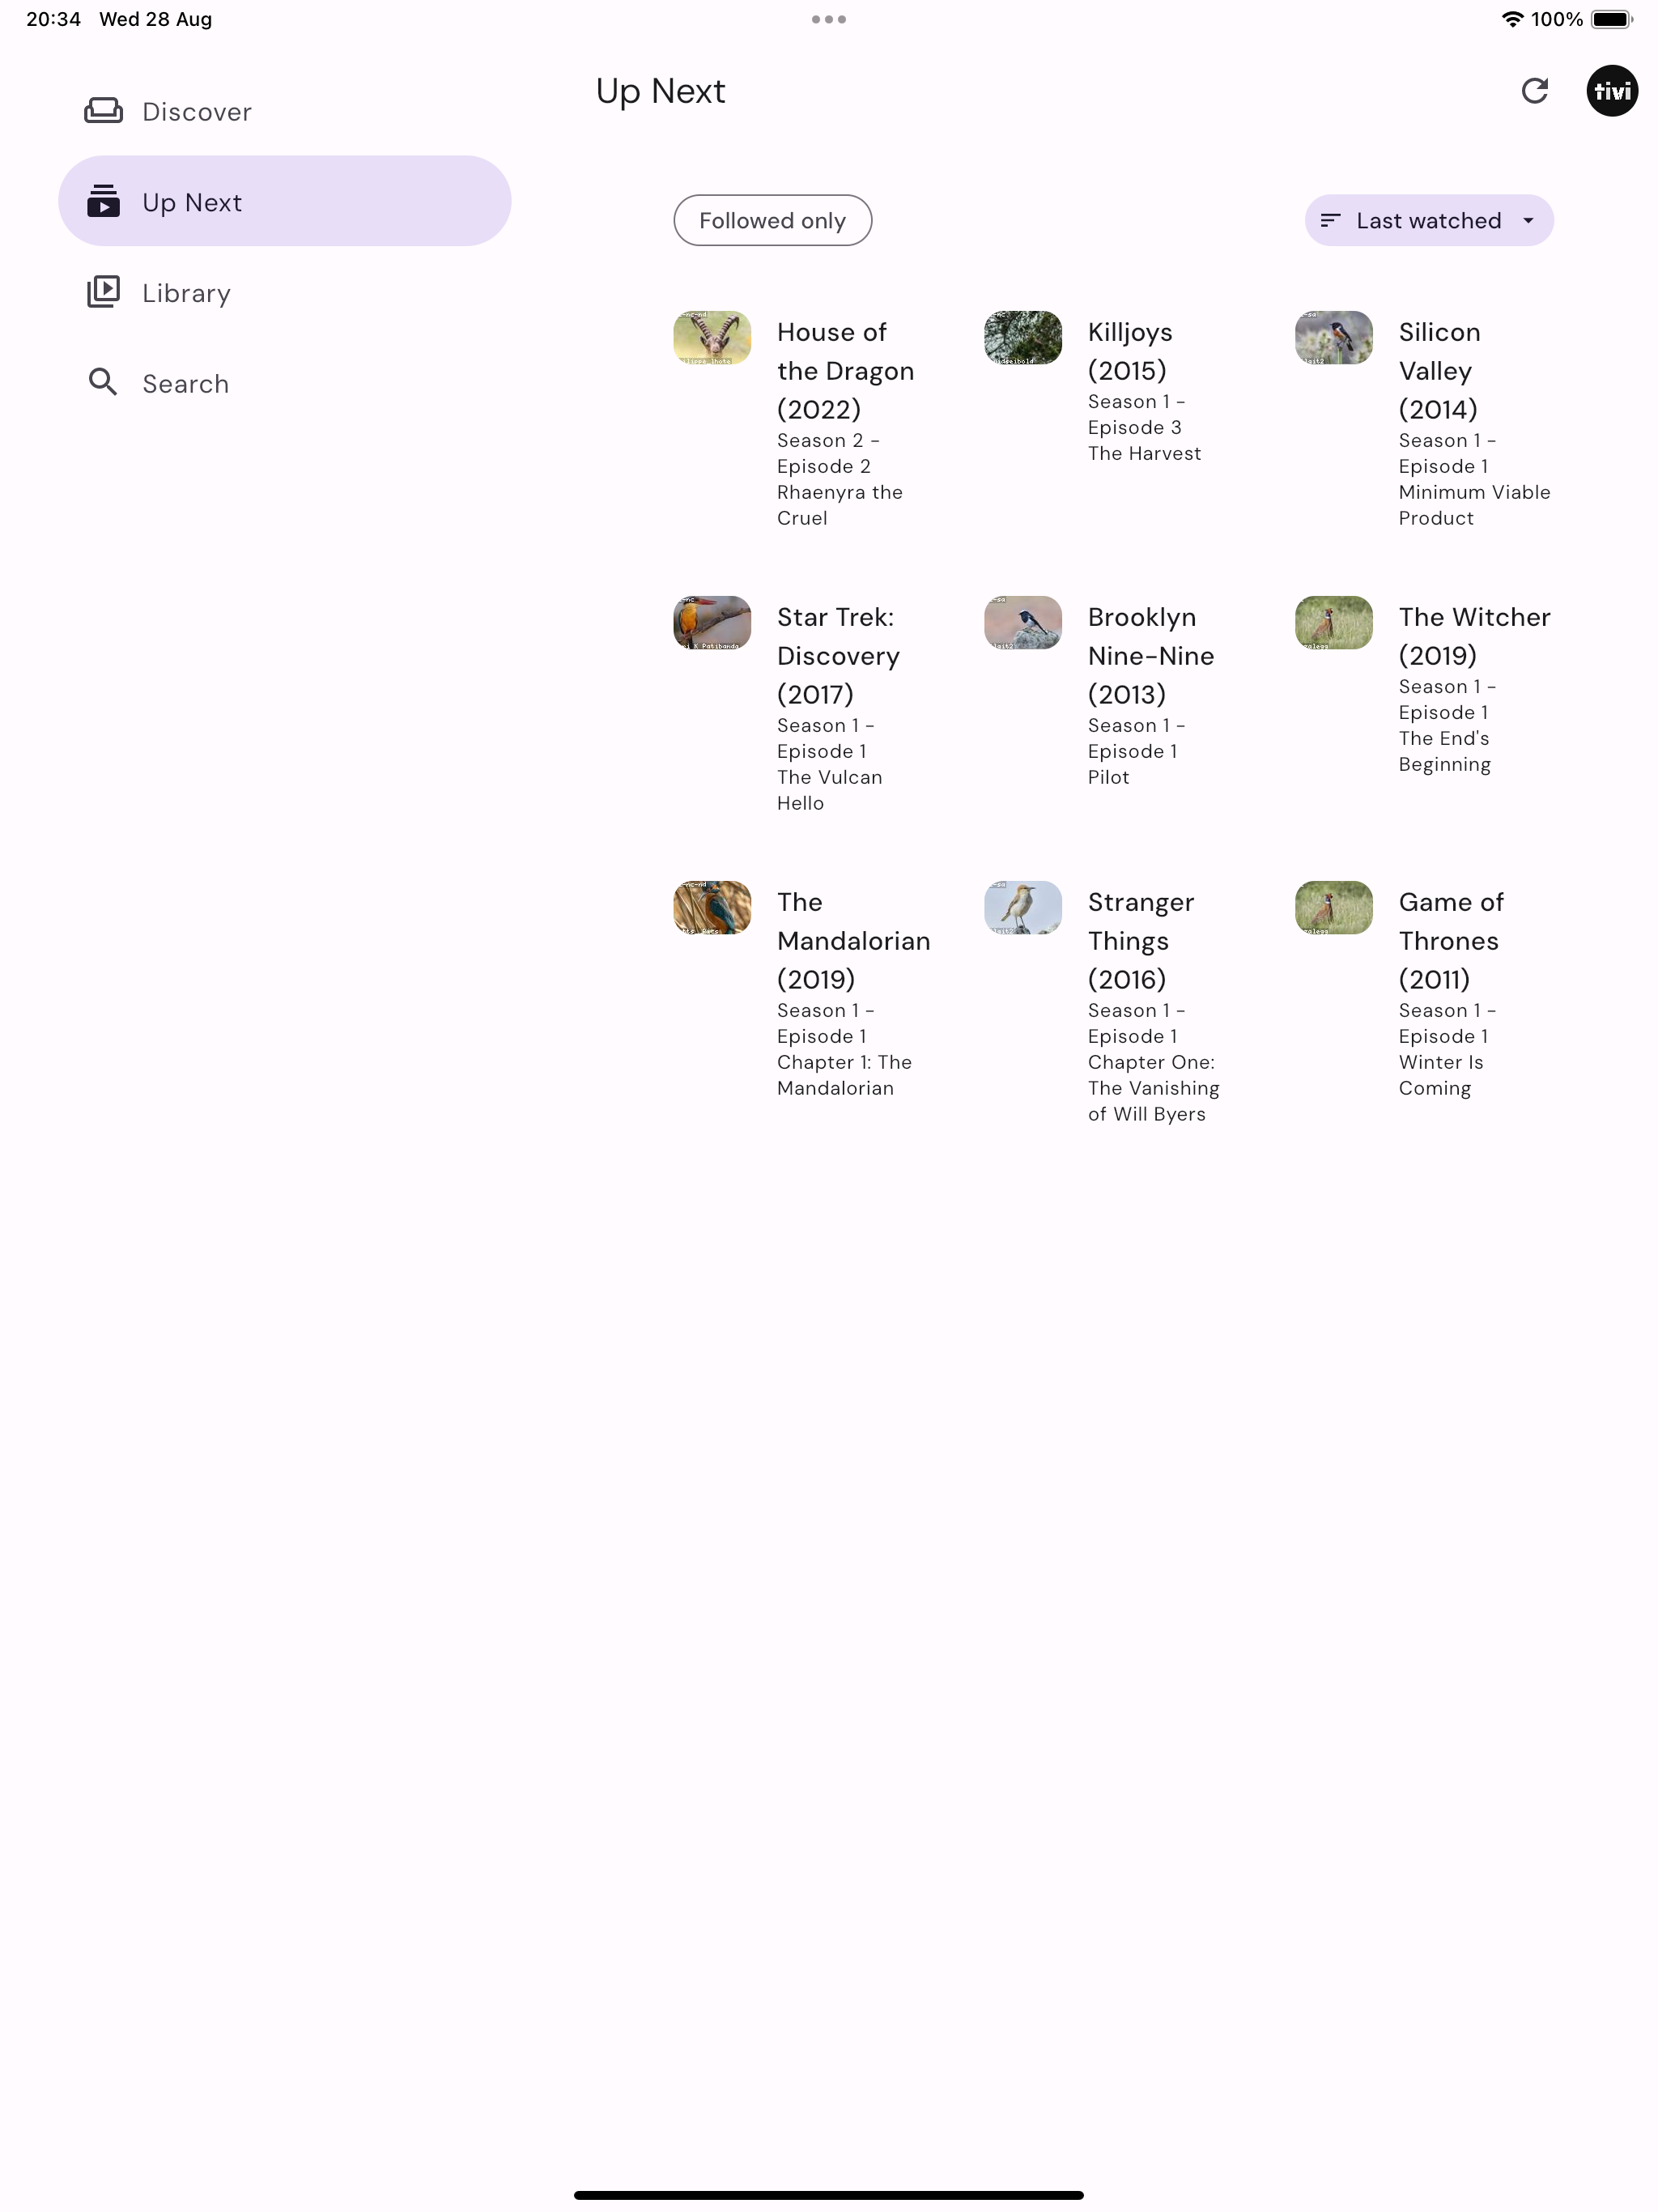 20:34 Wed 28 Aug
100%
Discover
Up Next
Library
Search
Up Next
tivi
Followed only
Last watched
House of
the Dragon
(2022)
Season 2 -
Episode 2
Rhaenyra the
Cruel
Killjoys
(2015)
Season 1 -
Episode 3
The Harvest
Silicon
Valley
(2014)
Season 1 -
Episode 1
Minimum Viable
Product
Star Trek:
Discovery
(2017)
Season 1 -
Episode 1
The Vulcan
Hello
Brooklyn
Nine-Nine
(2013)
Season 1 -
Episode 1
Pilot
The Witcher
(2019)
Season 1 -
Episode 1
The End's
Beginning
The
Mandalorian
(2019)
Season 1 -
Episode 1
Chapter 1: The
Mandalorian
Stranger
Things
(2016)
Season 1 -
Episode 1
Chapter One:
The Vanishing
of Will Byers
Game of
Thrones
(2011)
Season 1 -
Episode 1
Winter Is
Coming